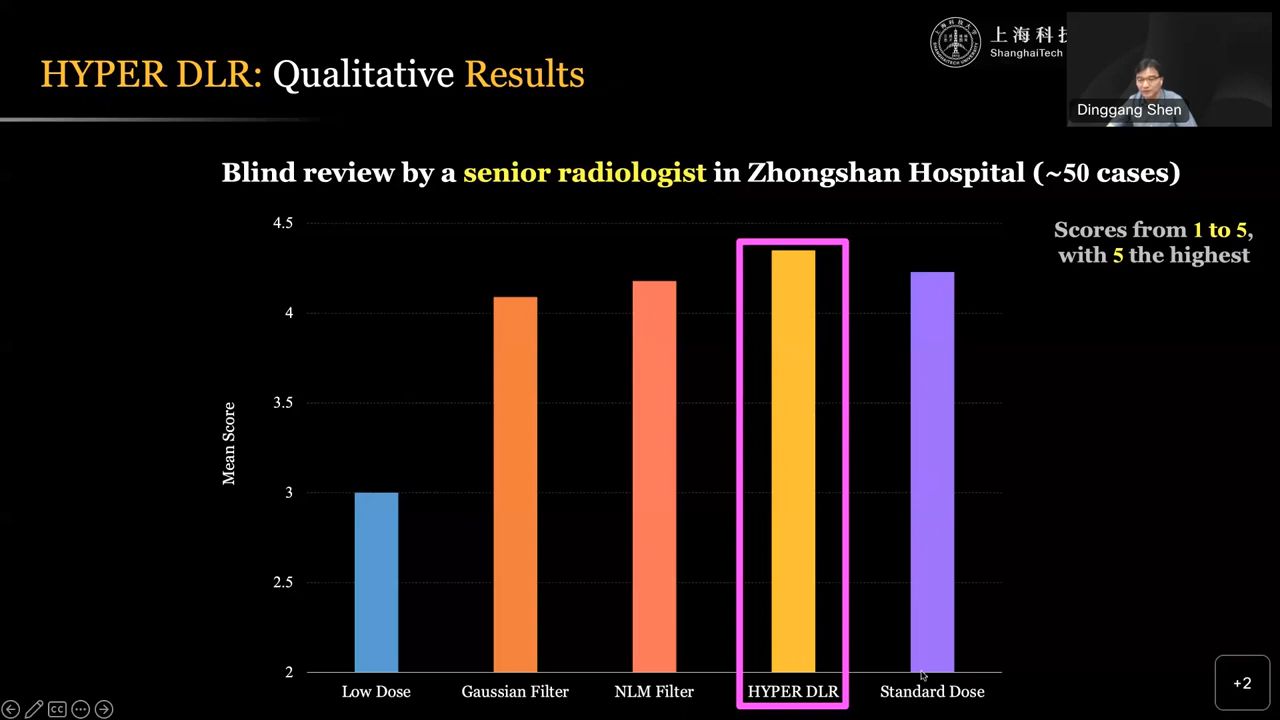 上海科技
ShanghaiTech
HYPER DLR: Qualitative Results
Dinggang Shen
Blind review by a senior radiologist in Zhongshan Hospital (~50 cases)
Scores from 1 to 5,
with 5 the highest
4.5
4
3.5
3
2.5
2
Mean Score
Low Dose
Gaussian Filter
NLM Filter
HYPER DLR
Standard Dose
CC
+2